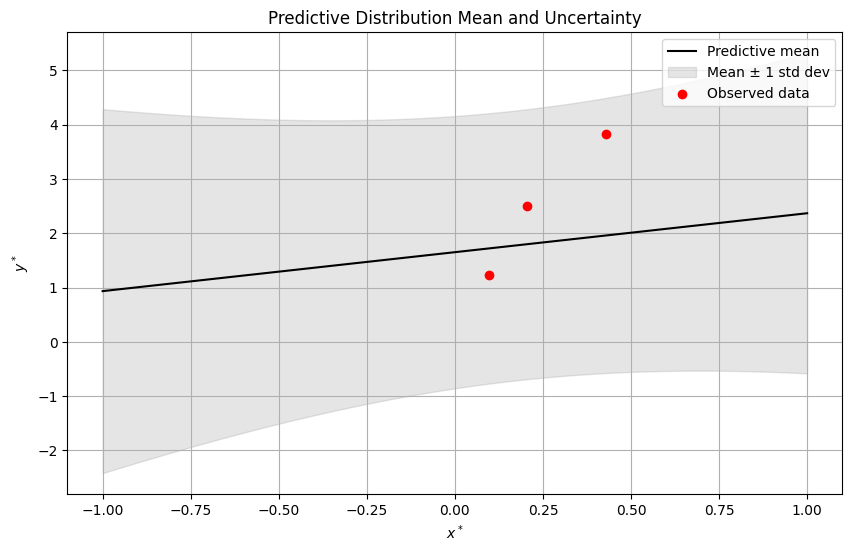 Predictive Distribution Mean and Uncertainty
Predictive mean
Mean ± 1 std dev
Observed data
5
4
3
2
1
0
−1
−2
y*
−1.00 −0.75 −0.50 −0.25 0.00 0.25 0.50 0.75 1.00
x*